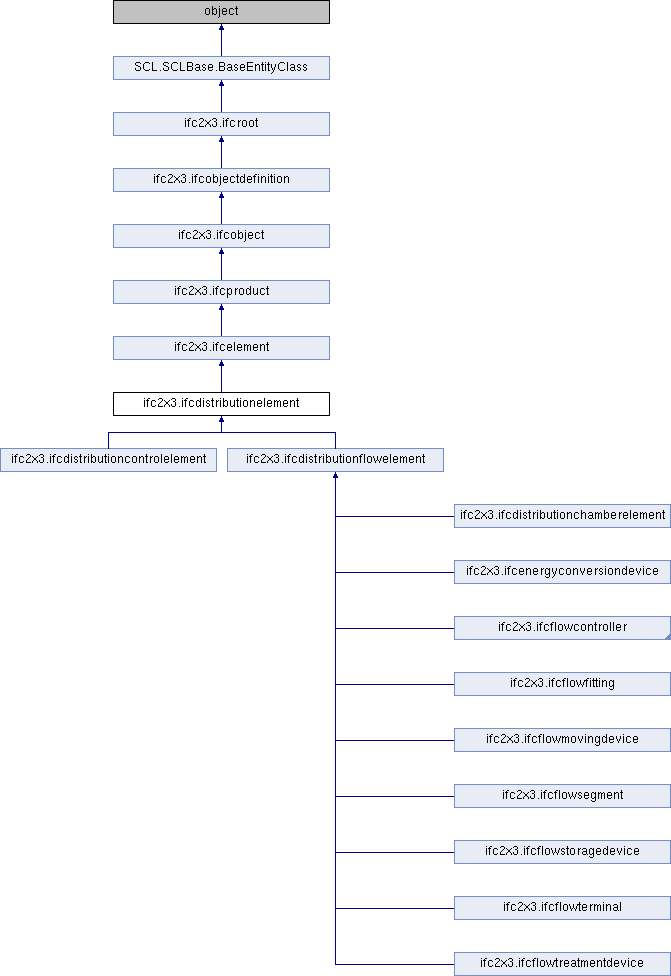 object
SCL.SCLBase.BaseEntityClass
ifc2x3.ifcroot
ifc2x3.ifcobjectdefinition
ifc2x3.ifcobject
ifc2x3.ifcproduct
ifc2x3.ifcelement
ifc2x3.ifcdistributionelement
ifc2x3.ifcdistributioncontrolelement
ifc2x3.ifcdistributionflowelement
ifc2x3.ifcdistributionchamberelement
ifc2x3.ifcenergyconversiondevice
ifc2x3.ifcflowcontroller
ifc2x3.ifcflowfitting
ifc2x3.ifcflowmovingdevice
ifc2x3.ifcflowsegment
ifc2x3.ifcflowstoragedevice
ifc2x3.ifcflowterminal
ifc2x3.ifcflowtreatmentdevice